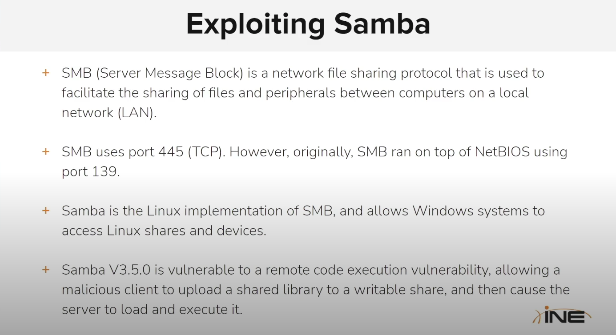 Exploiting Samba
+ SMB (Server Message Block) is a network file sharing protocol that is used to
facilitate the sharing of files and peripherals between computers on a local
network (LAN).
+ SMB uses port 445 (TCP). However, originally, SMB ran on top of NetBIOS using
port 139.
+ Samba is the Linux implementation of SMB, and allows Windows systems to
access Linux shares and devices.
+ Samba V3.5.0 is vulnerable to a remote code execution vulnerability, allowing a
malicious client to upload a shared library to a writable share, and then cause the
server to load and execute it.
iNE